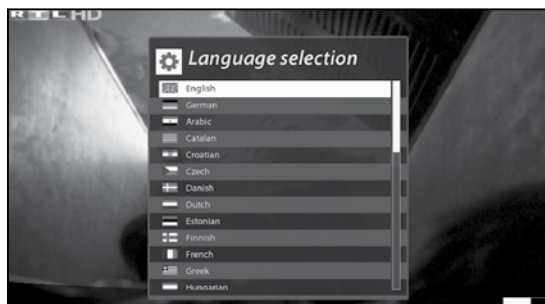 RTL HD
Language selection
English
German
Arabic
Catalan
Croatian
Czech
Danish
Dutch
Estonian
Finnish
French
Greek
Hungarian